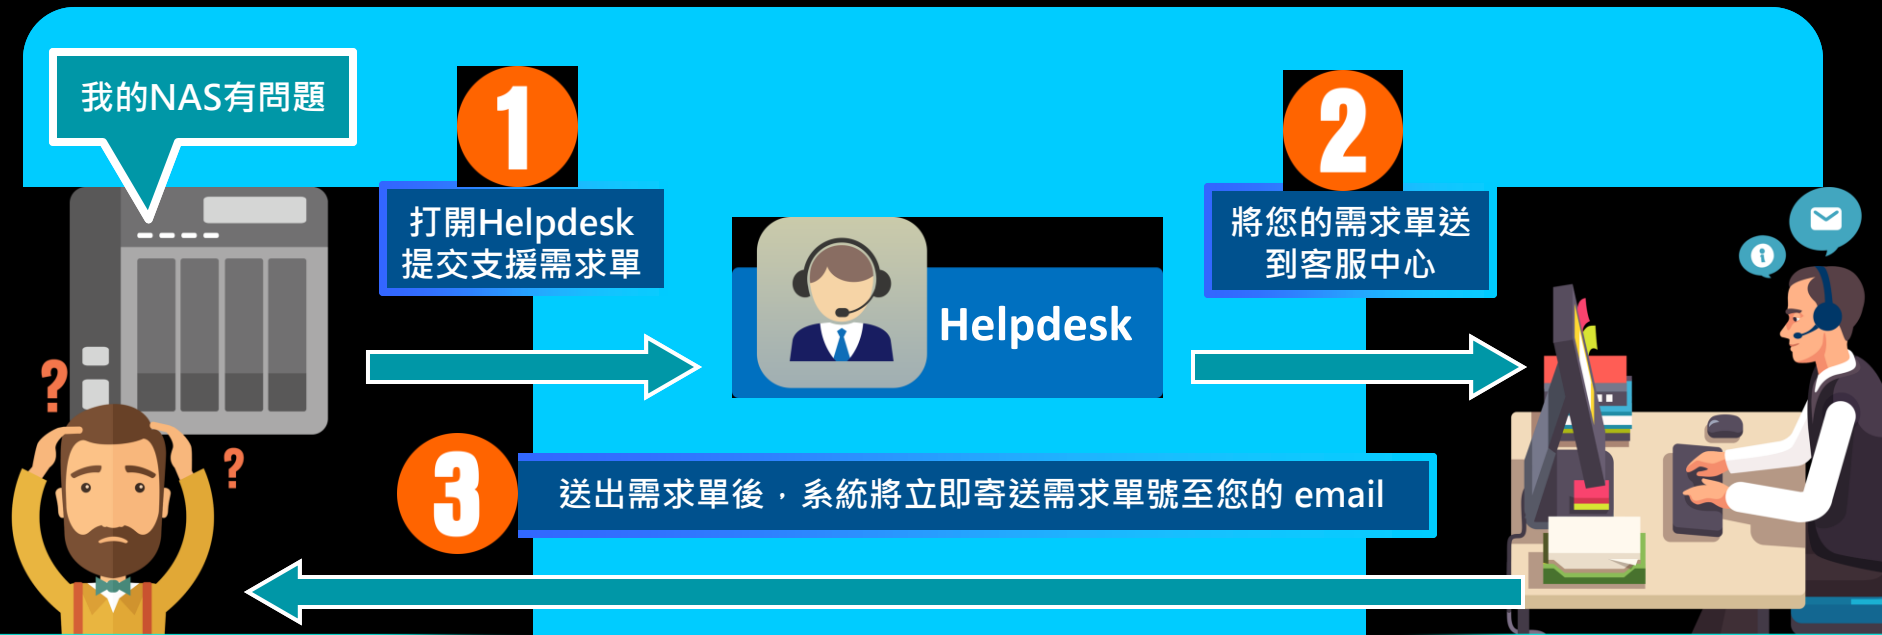 我的NAS有問題
1
打開Helpdesk
提交支援需求單
Helpdesk
2
將您的需求單送
到客服中心
?
?
3
送出需求單後，系統將立即寄送需求單號至您的 email